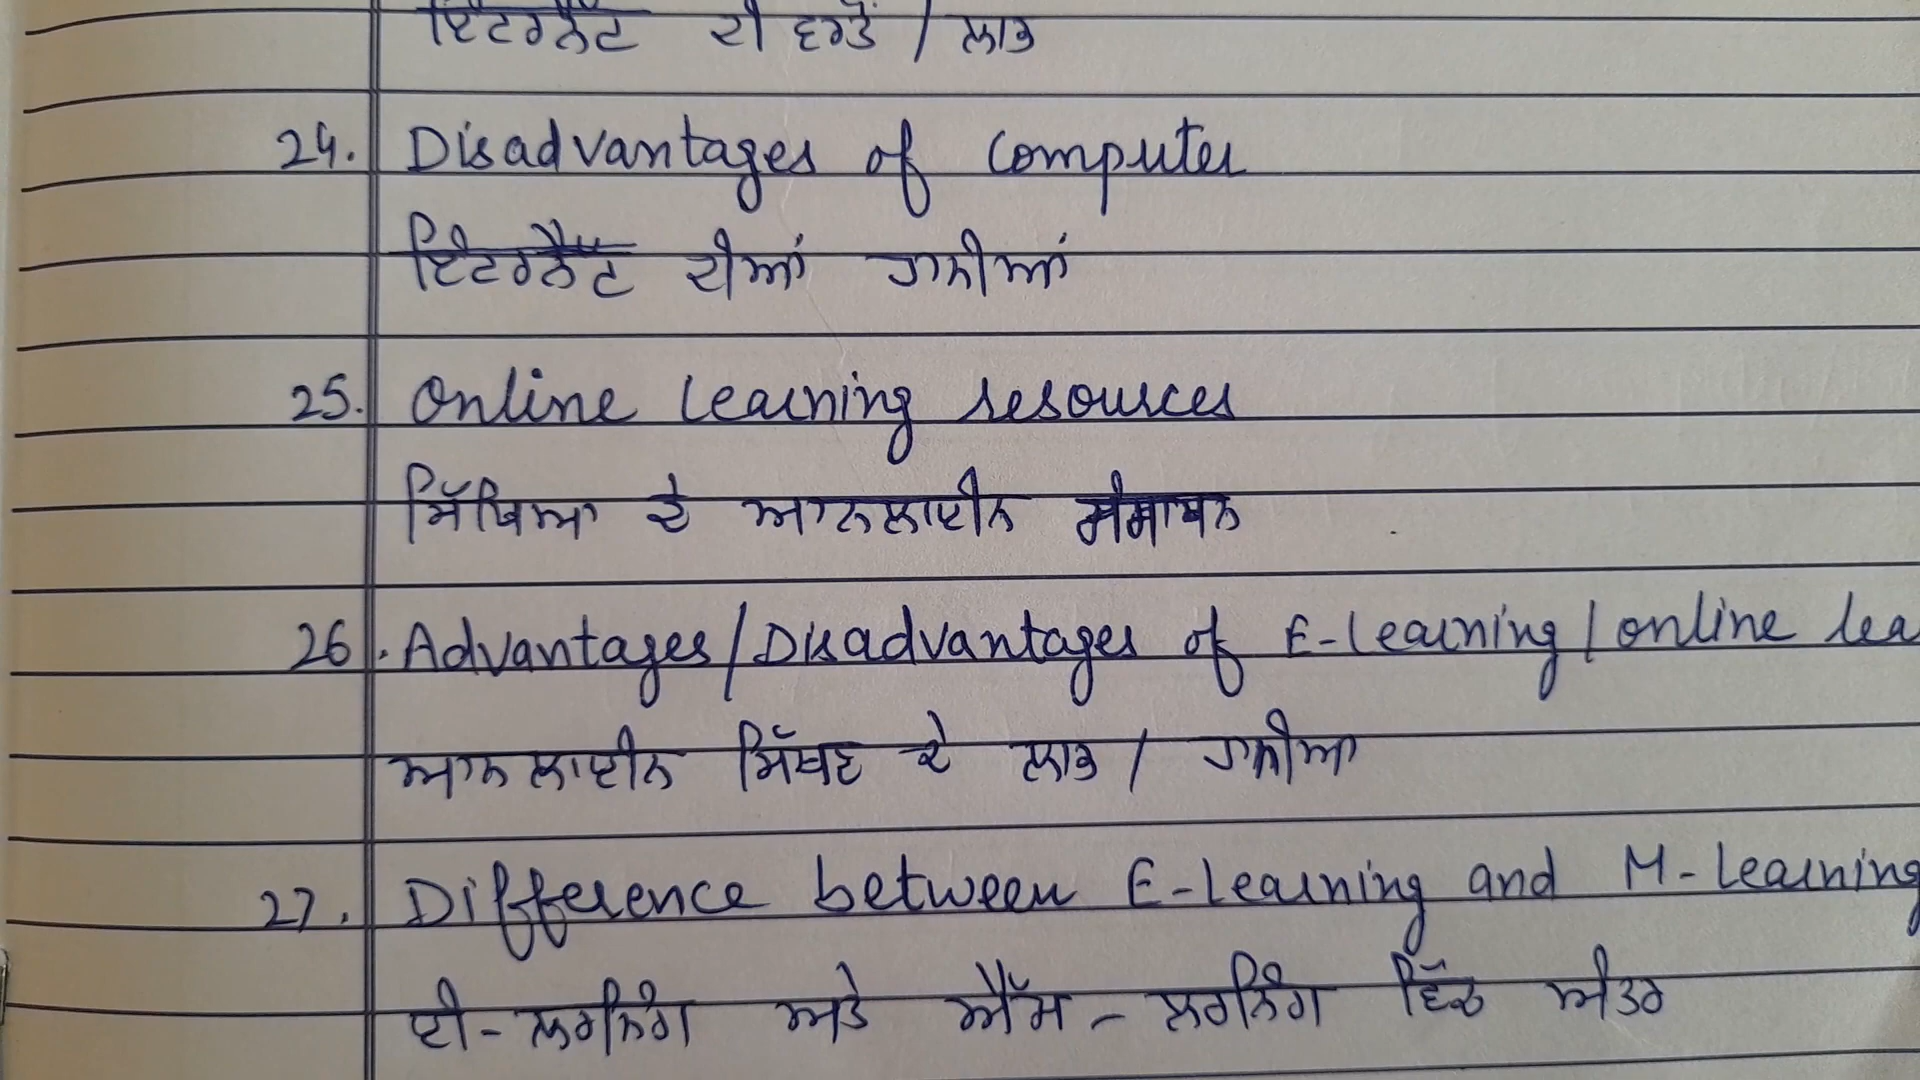 ਇੰਟਰਨੈੱਟ ਦੀ ਵਰਤੋਂ / ਲਾਭ
24. Disadvantages of computer
ਇੰਟਰਨੈਟ ਦੀਆਂ ਹਾਨੀਆਂ
25. Online learning resources
ਸਿੱਖਿਆ ਦੇ ਆਨਲਾਈਨ ਸੰਸਾਧਨ
26. Advantages/Disadvantages of E-learning/online lea
ਆਨਲਾਈਨ ਸਿੱਖਣ ਦੇ ਲਾਭ / ਹਾਨੀਆ
27. Difference between E-Learning and M-Learning
ਈ-ਲਰਨਿੰਗ ਅਤੇ ਐੱਮ-ਲਰਨਿੰਗ ਵਿੱਚ ਅੰਤਰ